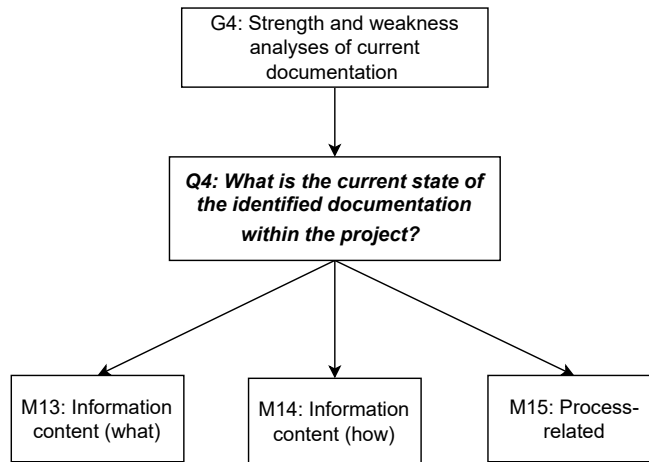 G4: Strength and weakness
analyses of current
documentation
Q4: What is the current state of
the identified documentation
within the project?
M13: Information
content (what)
M14: Information
content (how)
M15: Process-
related